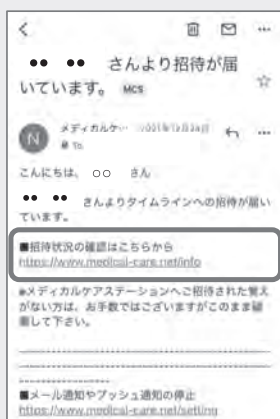 ●● ●● さんより招待が届
いています。 MCS
N
メディカルケ…
To:
こんにちは、 ○○ さん
●● ●● さんよりタイムラインへの招待が届い
ています。
■招待状況の確認はこちらから
https://www.medical-care.net/info
※メディカルケアステーションへご招待された覚え
がない方は、お手数ではございますがこのまま破
棄して下さい。
■メール通知やプッシュ通知の停止
https://www.medical-care.net/setting